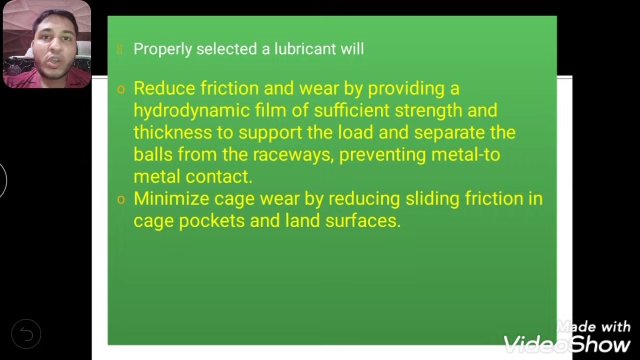 Properly selected a lubricant will
o Reduce friction and wear by providing a
hydrodynamic film of sufficient strength and
thickness to support the load and separate the
balls from the raceways, preventing metal-to
metal contact.
o Minimize cage wear by reducing sliding friction in
cage pockets and land surfaces.
Made with
VideoShow